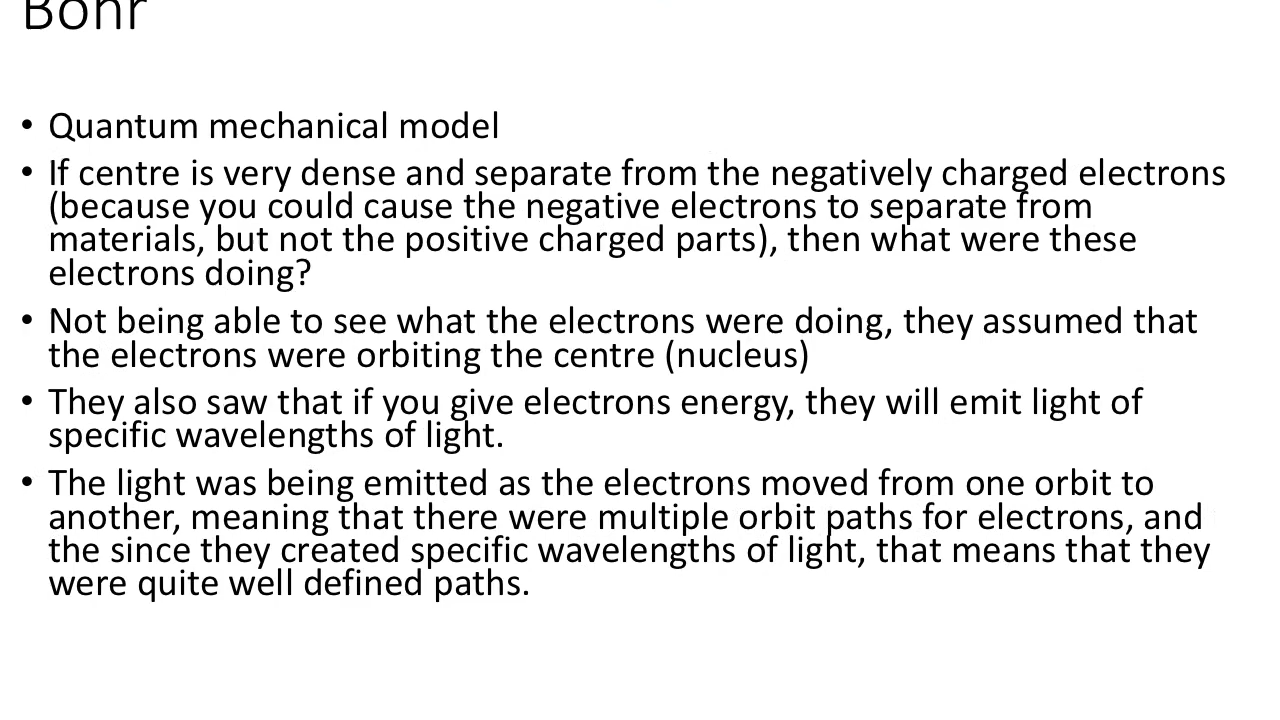 Bohr
• Quantum mechanical model
• If centre is very dense and separate from the negatively charged electrons
(because you could cause the negative electrons to separate from
materials, but not the positive charged parts), then what were these
electrons doing?
• Not being able to see what the electrons were doing, they assumed that
the electrons were orbiting the centre (nucleus)
• They also saw that if you give electrons energy, they will emit light of
specific wavelengths of light.
• The light was being emitted as the electrons moved from one orbit to
another, meaning that there were multiple orbit paths for electrons, and
the since they created specific wavelengths of light, that means that they
were quite well defined paths.